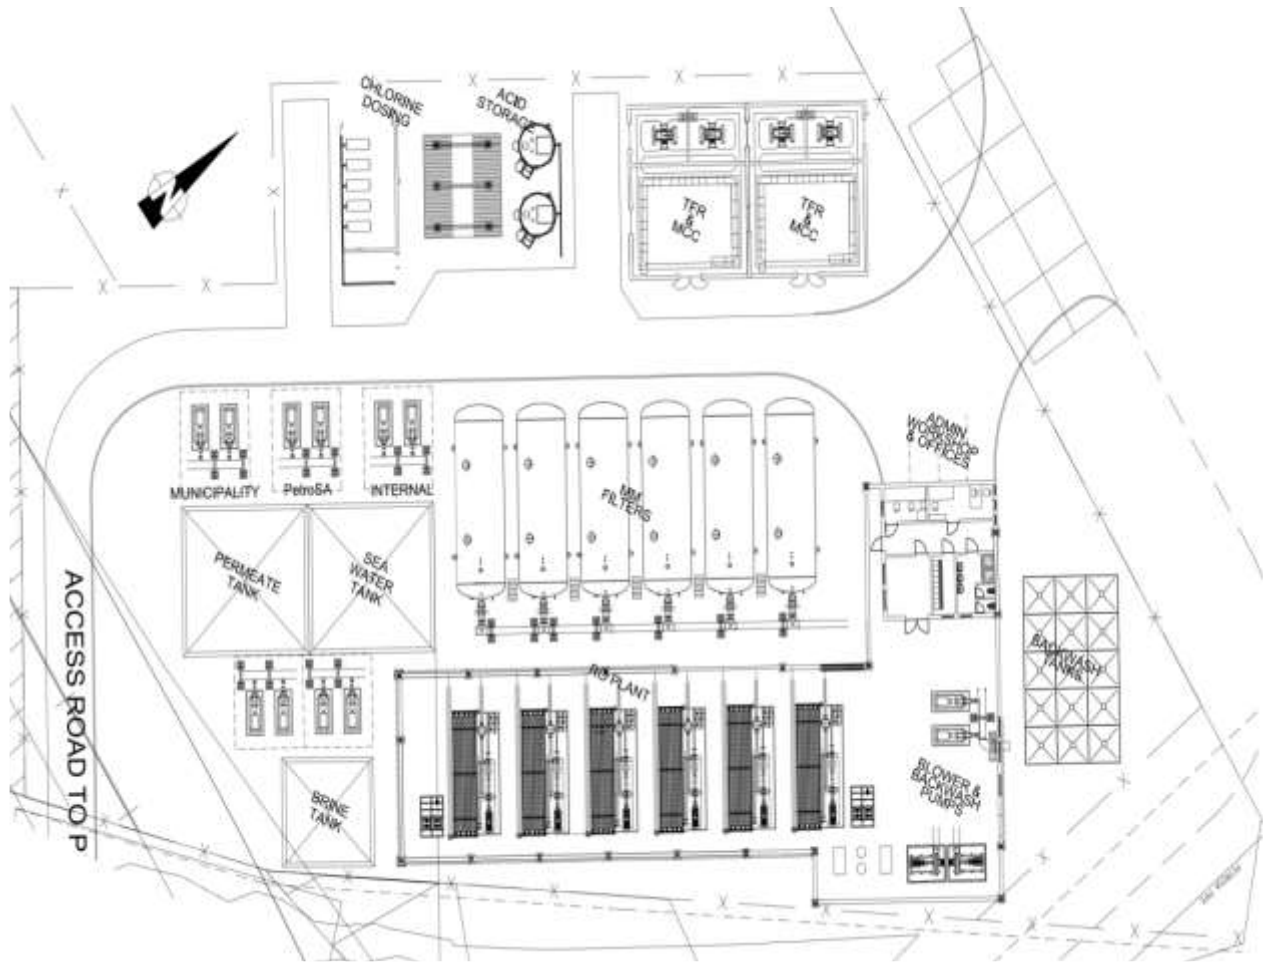 CHLORINE
DOSING
ACID
STORAGE
TFR
&
MCC
TFR
&
MCC
ADMIN
WORKSHOP
& OFFICES
MUNICIPALITY
PetroSA
INTERNAL
MM
FILTERS
PERMEATE
TANK
SEA
WATER
TANK
BACKWASH
TANKS
RO PLANT
BLOWER &
BACKWASH
PUMPS
BRINE
TANK
ACCESS ROAD TO P